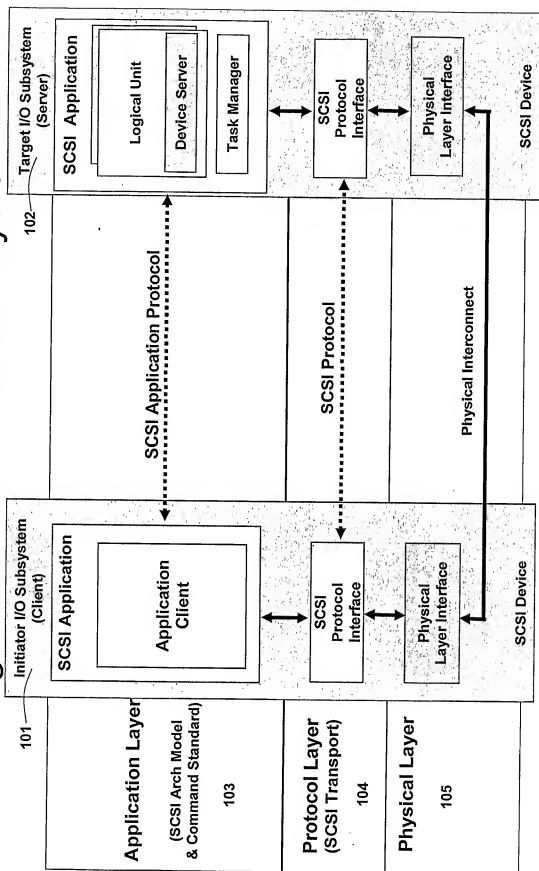 Initiator I/O Subsystem
(Client)
101
SCSI Application
Application
Client
SCSI
Protocol
Interface
Physical
Layer Interface
SCSI Device
Target I/O Subsystem
(Server)
102
SCSI Application
Logical Unit
Device Server
Task Manager
SCSI
Protocol
Interface
Physical
Layer Interface
SCSI Device
SCSI Application Protocol
SCSI Protocol
Physical Interconnect
Application Layer
(SCSI Arch Model
& Command Standard)
103
Protocol Layer
(SCSI Transport)
104
Physical Layer
105